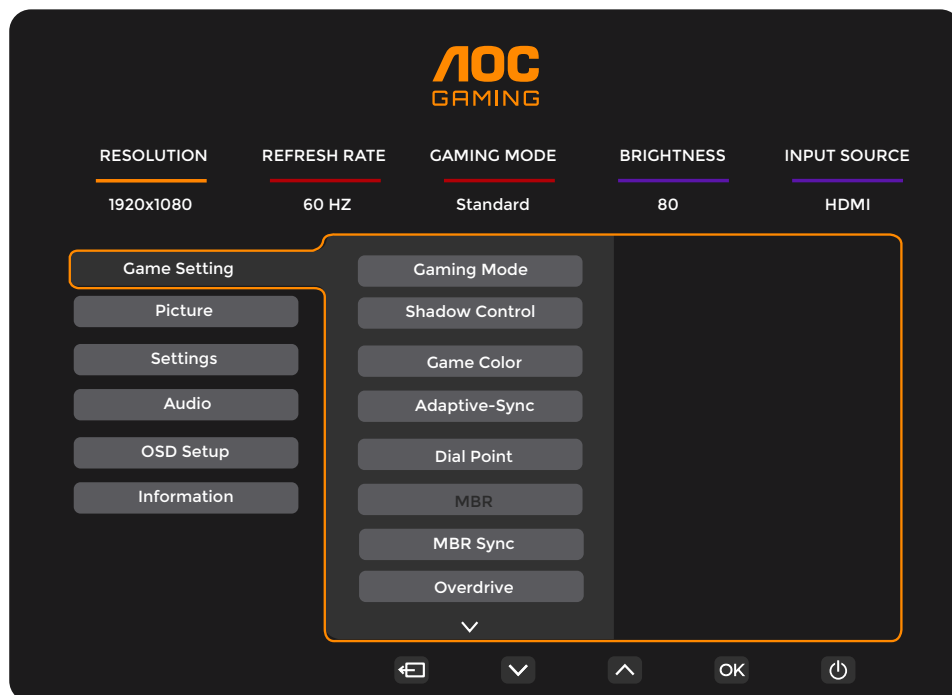 AOC
GAMING
RESOLUTION REFRESH RATE GAMING MODE BRIGHTNESS INPUT SOURCE
1920x1080 60 HZ Standard 80 HDMI
Game Setting
Picture
Settings
Audio
OSD Setup
Information
Gaming Mode
Shadow Control
Game Color
Adaptive-Sync
Dial Point
MBR
MBR Sync
Overdrive
OK